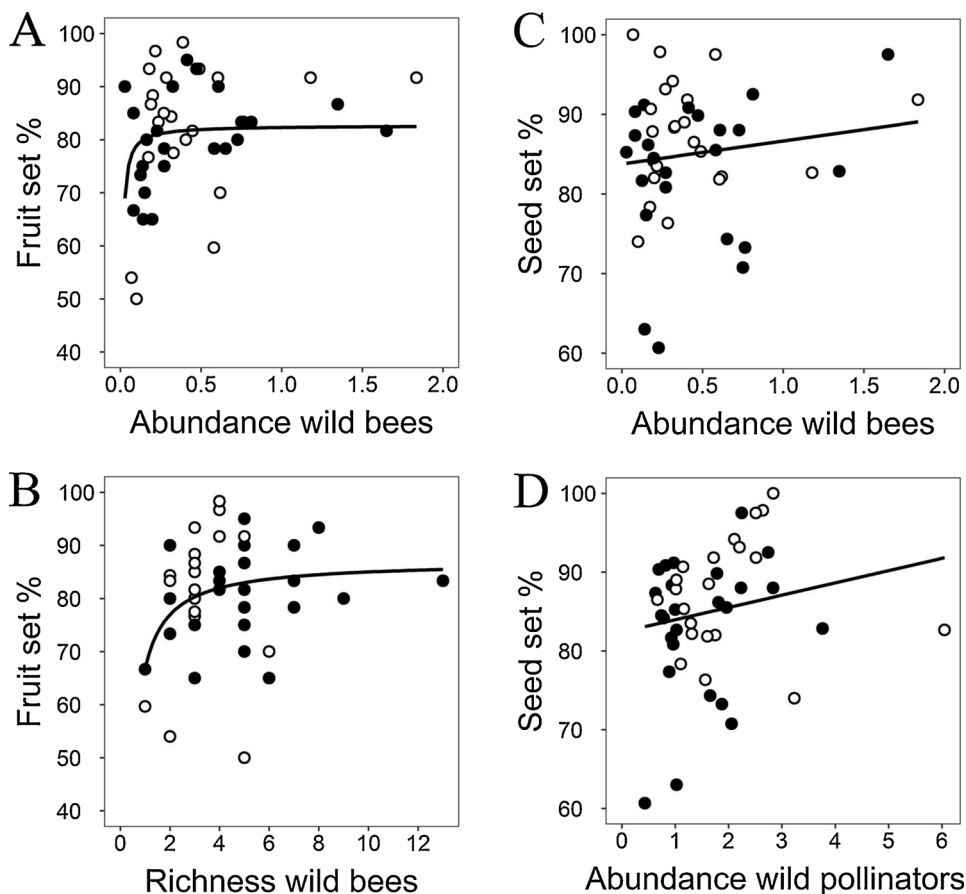 A
Fruit set %
100
90
80
70
60
50
40
0.0 0.5 1.0 1.5 2.0
Abundance wild bees
C
Seed set %
100
90
80
70
60
0.0 0.5 1.0 1.5 2.0
Abundance wild bees
B
Fruit set %
100
90
80
70
60
50
40
0 2 4 6 8 10 12
Richness wild bees
D
Seed set %
100
90
80
70
60
0 1 2 3 4 5 6
Abundance wild pollinators